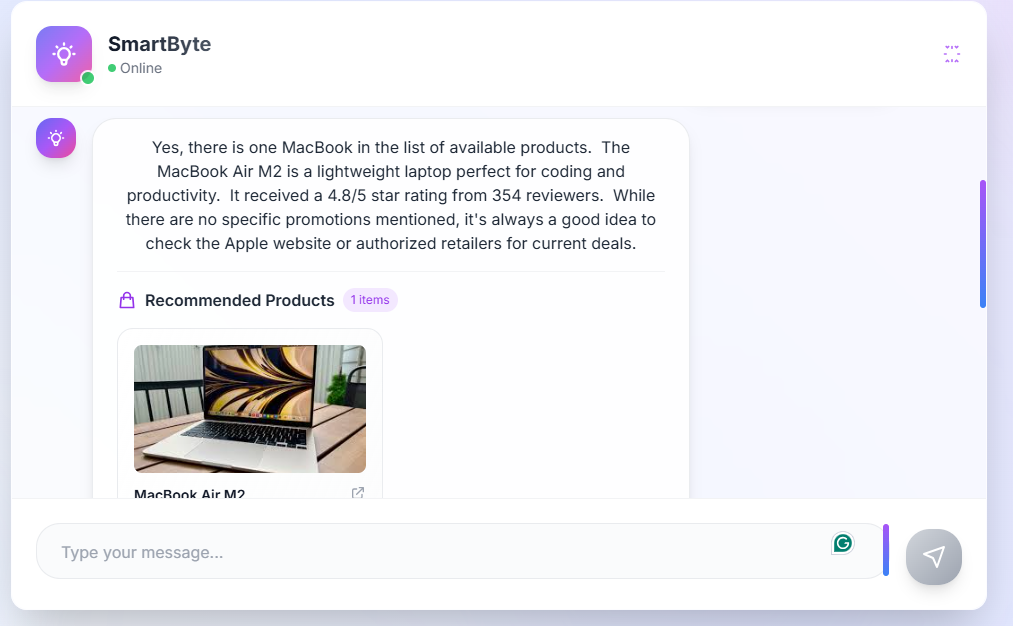 SmartByte
Online
Yes, there is one MacBook in the list of available products.  The
MacBook Air M2 is a lightweight laptop perfect for coding and
productivity.  It received a 4.8/5 star rating from 354 reviewers.  While
there are no specific promotions mentioned, it's always a good idea to
check the Apple website or authorized retailers for current deals.
Recommended Products 1 items
MacBook Air M2
Type your message...